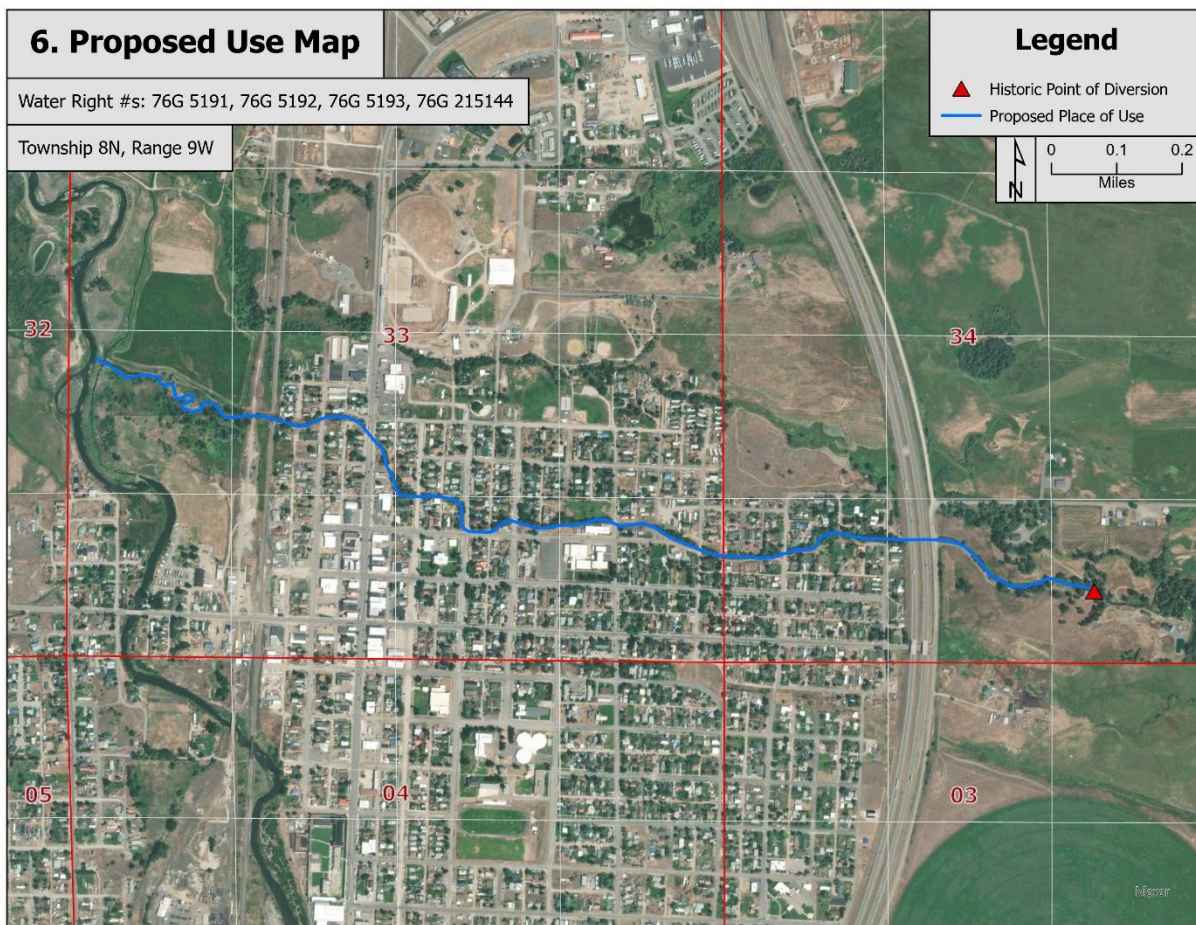 6. Proposed Use Map
Water Right #s: 76G 5191, 76G 5192, 76G 5193, 76G 215144
Township 8N, Range 9W
Legend
Historic Point of Diversion
Proposed Place of Use
N
0 0.1 0.2
Miles
32
33
34
05
04
03
Maxar